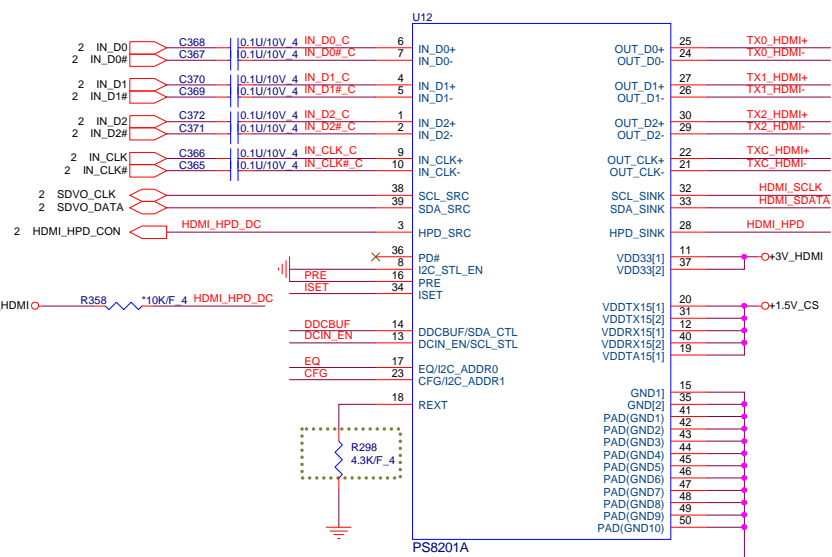 U12
2 IN_D0 C368 0.1U/10V_4 IN_D0_C 6 IN_D0+ OUT_D0+ 25 TX0_HDMI+
2 IN_D0# C367 0.1U/10V_4 IN_D0#_C 7 IN_D0- OUT_D0- 24 TX0_HDMI-
2 IN_D1 C370 0.1U/10V_4 IN_D1_C 4 IN_D1+ OUT_D1+ 27 TX1_HDMI+
2 IN_D1# C369 0.1U/10V_4 IN_D1#_C 5 IN_D1- OUT_D1- 26 TX1_HDMI-
2 IN_D2 C372 0.1U/10V_4 IN_D2_C 1 IN_D2+ OUT_D2+ 30 TX2_HDMI+
2 IN_D2# C371 0.1U/10V_4 IN_D2#_C 2 IN_D2- OUT_D2- 29 TX2_HDMI-
2 IN_CLK C366 0.1U/10V_4 IN_CLK_C 9 IN_CLK+ OUT_CLK+ 22 TXC_HDMI+
2 IN_CLK# C365 0.1U/10V_4 IN_CLK#_C 10 IN_CLK- OUT_CLK- 21 TXC_HDMI-
2 SDVO_CLK 38 SCL_SRC SCL_SINK 32 HDMI_SCLK
2 SDVO_DATA 39 SDA_SRC SDA_SINK 33 HDMI_SDATA
2 HDMI_HPD_CON HDMI_HPD_DC 3 HPD_SRC HPD_SINK 28 HDMI_HPD
36 PD# VDD33[1] 11 +3V_HDMI
8 I2C_STL_EN VDD33[2] 37
PRE 16 PRE
ISET 34 ISET
HDMI R358 *10K/F_4 HDMI_HPD_DC VDDTX15[1] 20 +1.5V_CS
VDDTX15[2] 31
DDCBUF 14 DDCBUF/SDA_CTL VDDRX15[1] 12
DCIN_EN 13 DCIN_EN/SCL_STL VDDRX15[2] 40
VDDTA15[1] 19
EQ 17 EQ/I2C_ADDR0
CFG 23 CFG/I2C_ADDR1
GND1] 15
18 REXT GND[2] 35
PAD(GND1) 41
PAD(GND2) 42
PAD(GND3) 43
R298 PAD(GND4) 44
4.3K/F_4 PAD(GND5) 45
PAD(GND6) 46
PAD(GND7) 47
PAD(GND8) 48
PAD(GND9) 49
PAD(GND10) 50
PS8201A